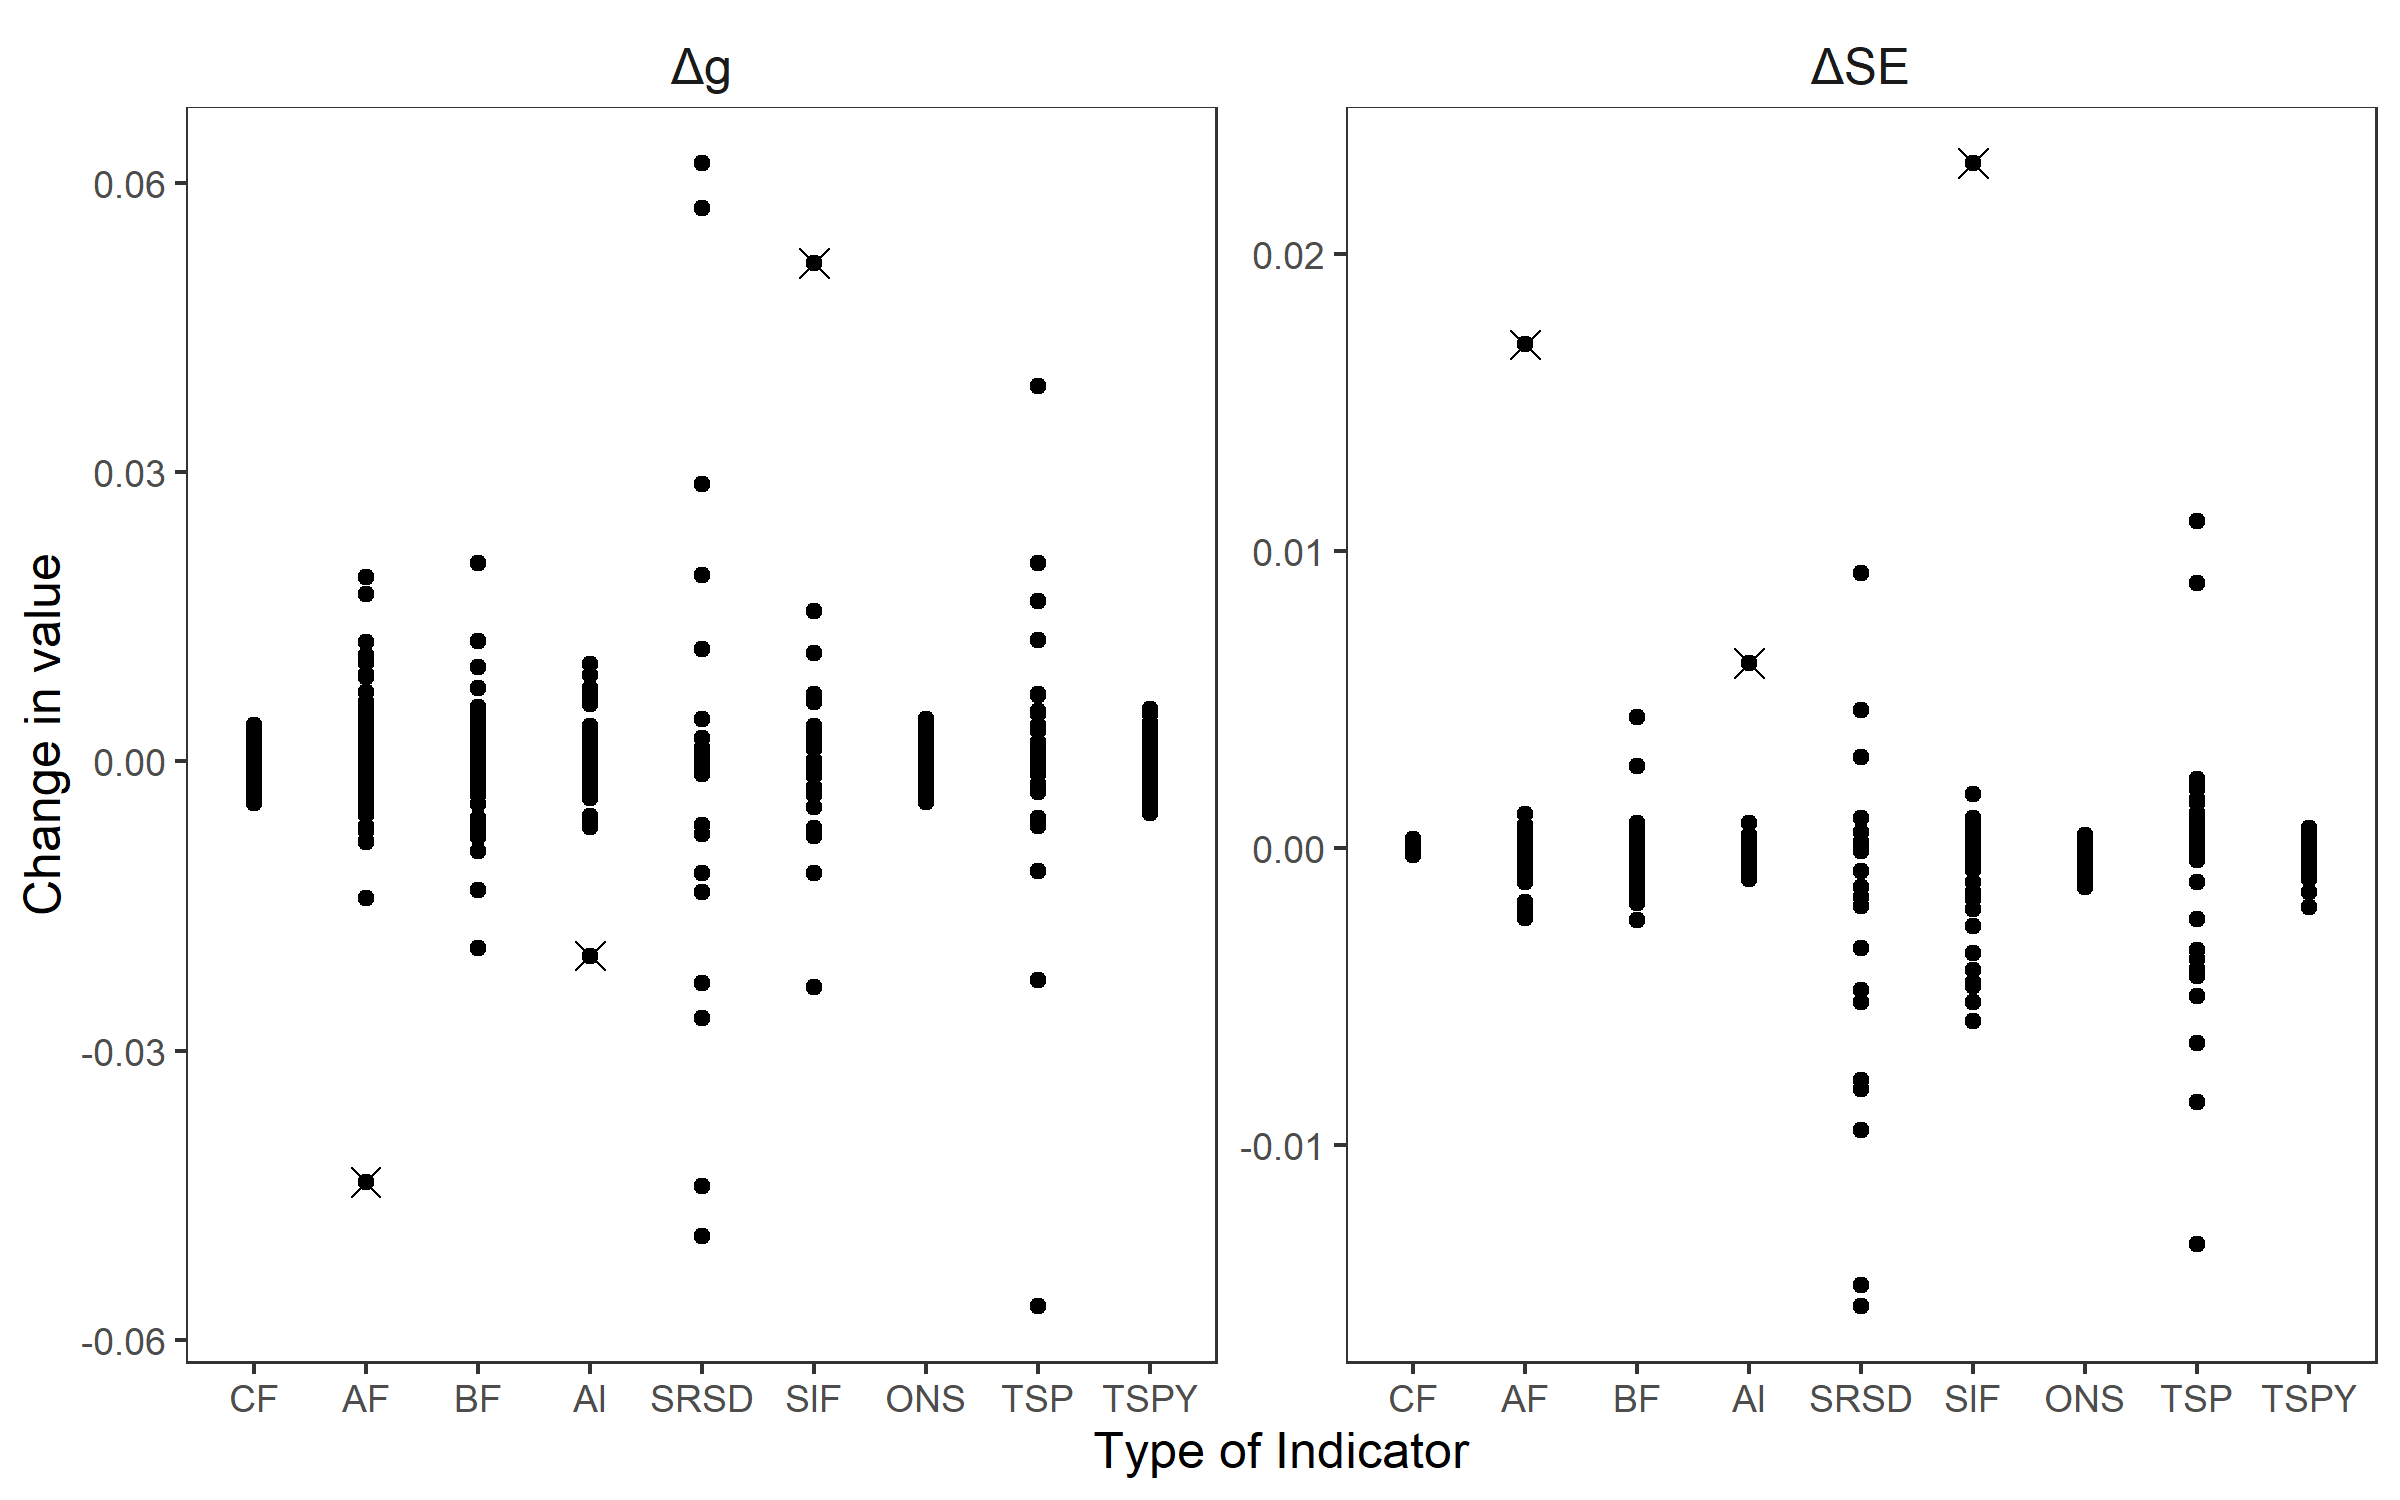 Δg
ΔSE
Change in value
0.06
0.03
0.00
-0.03
-0.06
0.02
0.01
0.00
-0.01
CF AF BF AI SRSD SIF ONS TSP TSPY
CF AF BF AI SRSD SIF ONS TSP TSPY
Type of Indicator